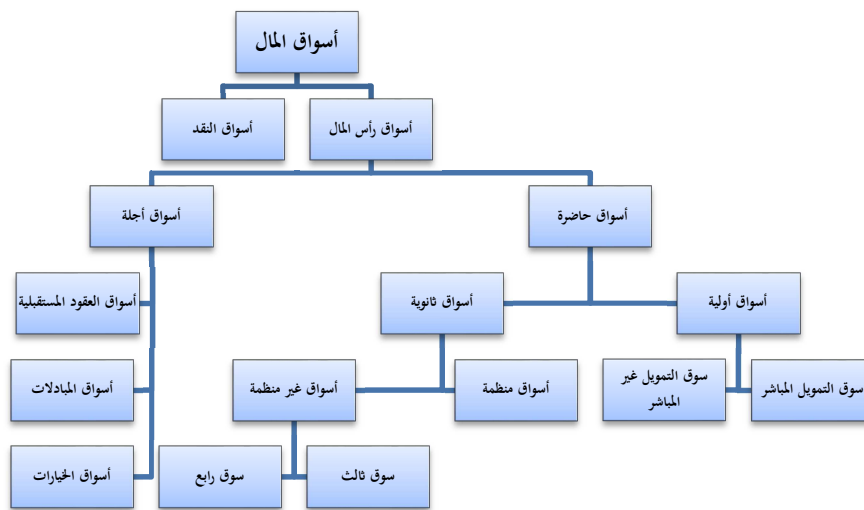 أسواق المال
أسواق رأس المال
أسواق النقد
أسواق حاضرة
أسواق أجلة
أسواق أولية
أسواق ثانوية
أسواق العقود المستقبلية
سوق التمويل المباشر
سوق التمويل غير
المباشر
أسواق منظمة
أسواق غير منظمة
أسواق المبادلات
سوق ثالث
سوق رابع
أسواق الخيارات